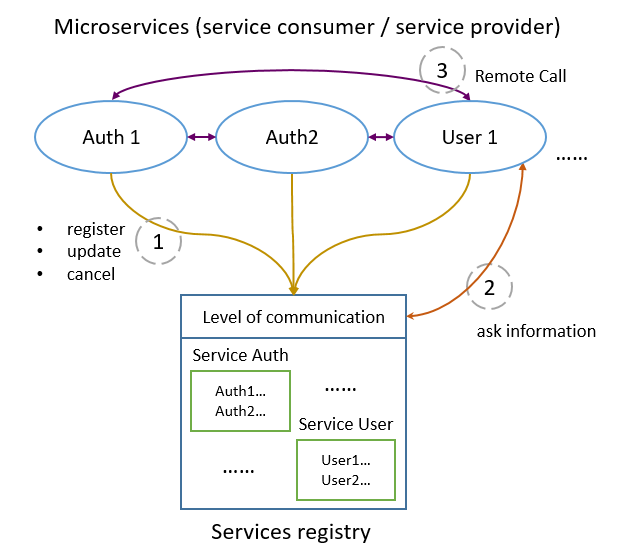 Microservices (service consumer / service provider)
3
Remote Call
Auth 1
Auth2
User 1
......
• register
• update
• cancel
1
2
ask information
Level of communication
Service Auth
Auth1...
Auth2...
......
Service User
User1...
User2...
......
Services registry